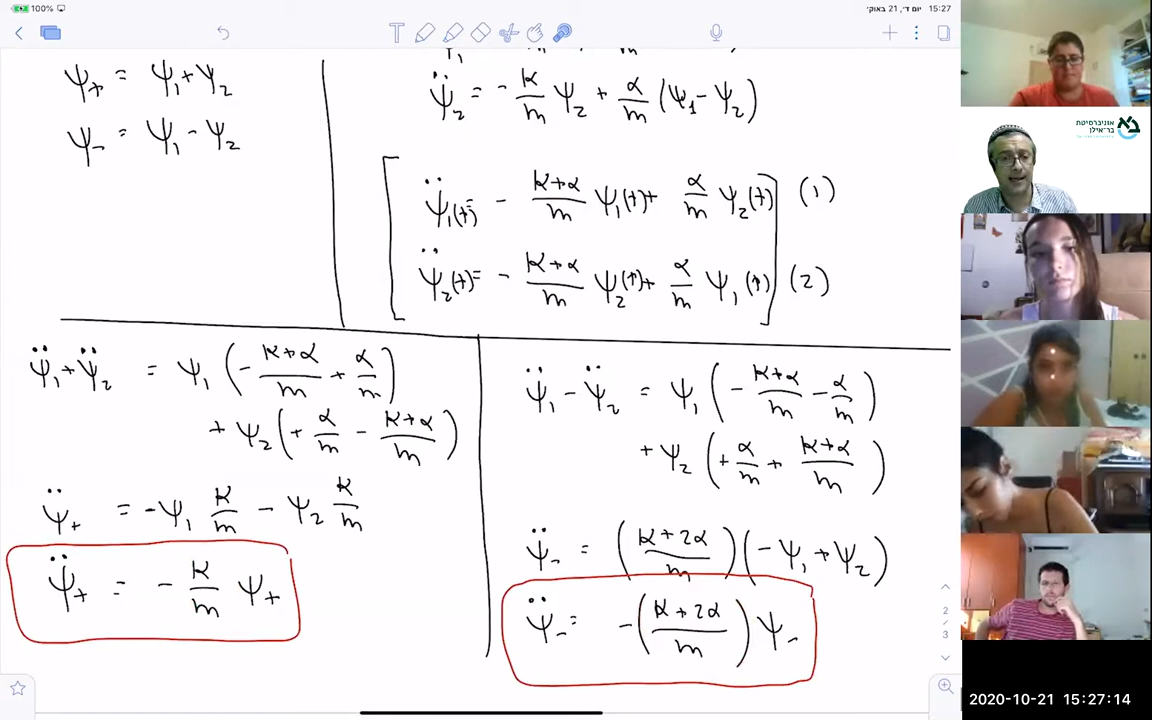 100%
15:27 יום ד׳, 21 באוק׳
ψ₊ = ψ₁+ψ₂
ψ₋ = ψ₁ - ψ₂
ψ̈₂ = - K/m ψ₂ + α/m (ψ₁ - ψ₂)
ψ̈₁(t) = - K+α/m ψ₁(t) + α/m ψ₂(t) (1)
ψ̈₂(t) = - K+α/m ψ₂(t) + α/m ψ₁(t) (2)
ψ̈₁+ψ̈₂ = ψ₁ (- K+α/m + α/m)
+ ψ₂ (+ α/m - K+α/m)
ψ̈₊ = -ψ₁ K/m - ψ₂ K/m
ψ̈₊ = - K/m ψ₊
ψ̈₁ - ψ̈₂ = ψ₁ (- K+α/m - α/m)
+ ψ₂ (+ α/m + K+α/m)
ψ̈₋ = (K+2α/m) (-ψ₁+ψ₂)
ψ̈₋ = -(K+2α/m) ψ₋
2
/
3
אוניברסיטת
בר־אילן
2020-10-21 15:27:14